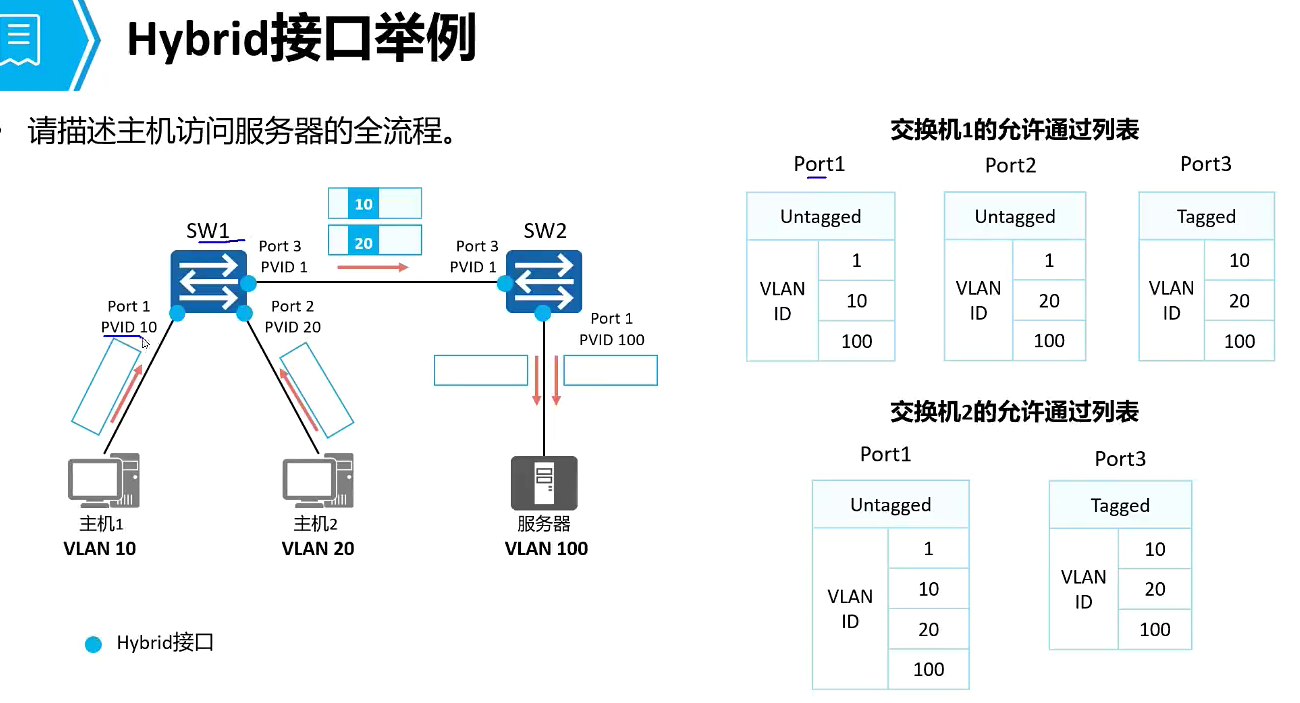 Hybrid接口举例
请描述主机访问服务器的全流程。
10
20
SW1
SW2
Port 3
PVID 1
Port 3
PVID 1
Port 1
PVID 10
Port 2
PVID 20
Port 1
PVID 100
主机1
VLAN 10
主机2
VLAN 20
服务器
VLAN 100
Hybrid接口
交换机1的允许通过列表
Port1
Port2
Port3
Untagged
VLAN ID
1
10
100
Untagged
VLAN ID
1
20
100
Tagged
VLAN ID
10
20
100
交换机2的允许通过列表
Port1
Port3
Untagged
VLAN ID
1
10
20
100
Tagged
VLAN ID
10
20
100